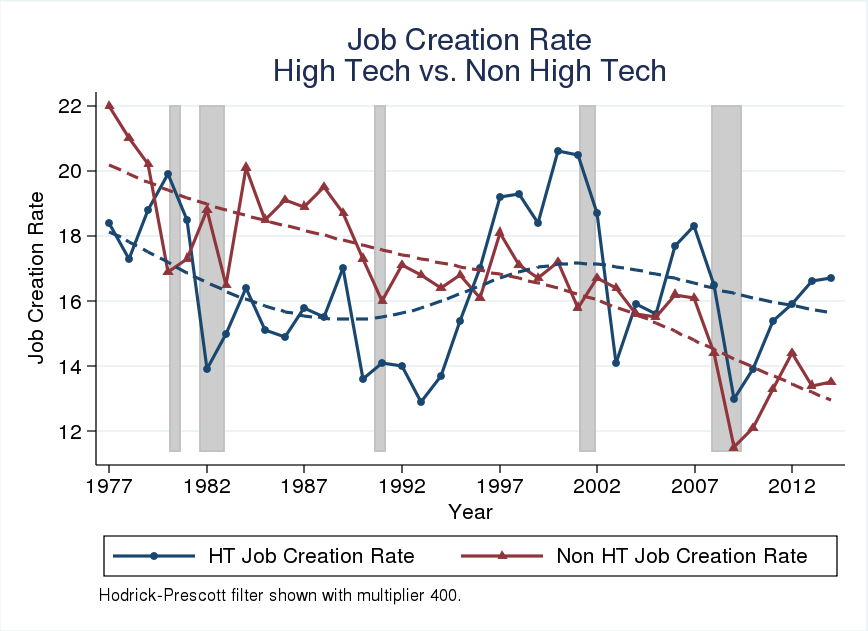 Job Creation Rate
High Tech vs. Non High Tech
Job Creation Rate
22
20
18
16
14
12
1977 1982 1987 1992 1997 2002 2007 2012
Year
HT Job Creation Rate Non HT Job Creation Rate
Hodrick-Prescott filter shown with multiplier 400.